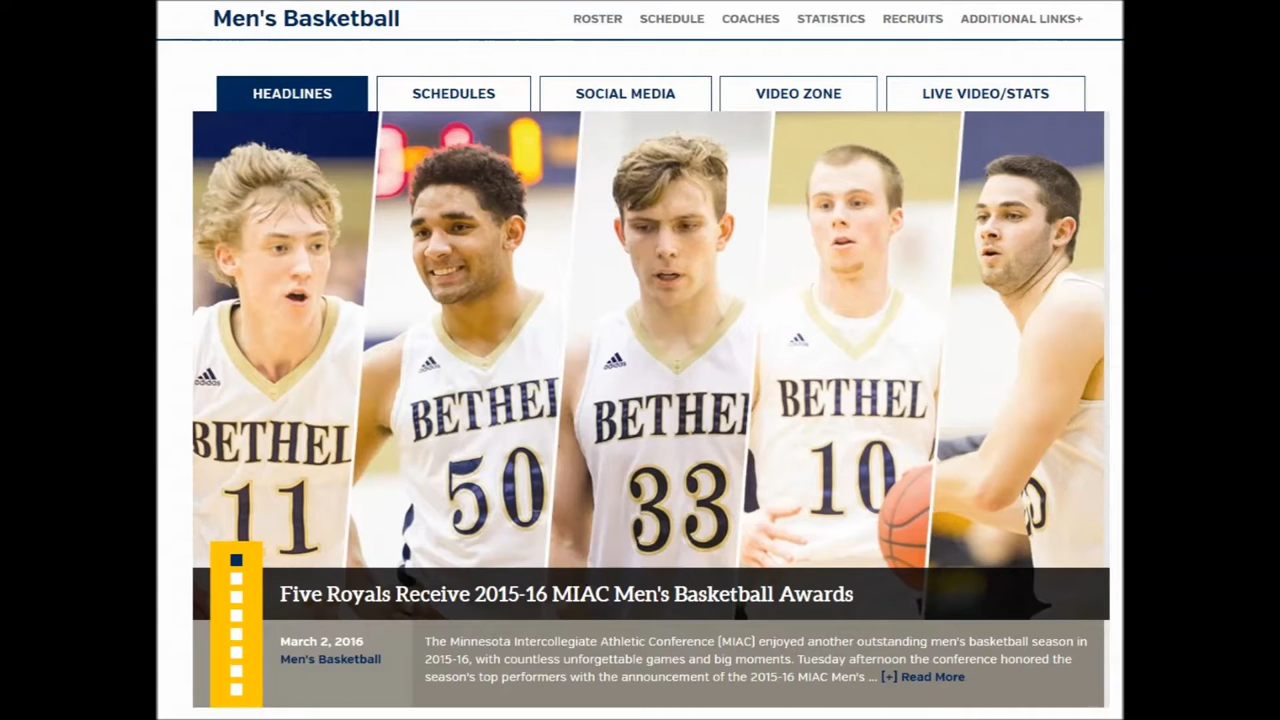 Men's Basketball
ROSTER SCHEDULE COACHES STATISTICS RECRUITS ADDITIONAL LINKS+
HEADLINES SCHEDULES SOCIAL MEDIA VIDEO ZONE LIVE VIDEO/STATS
adidas adidas adidas
BETHEL BETHEL BETHEL BETHEL
11 50 33 10
Five Royals Receive 2015-16 MIAC Men's Basketball Awards
March 2, 2016
Men's Basketball
The Minnesota Intercollegiate Athletic Conference (MIAC) enjoyed another outstanding men's basketball season in
2015-16, with countless unforgettable games and big moments. Tuesday afternoon the conference honored the
season's top performers with the announcement of the 2015-16 MIAC Men's ... [+] Read More